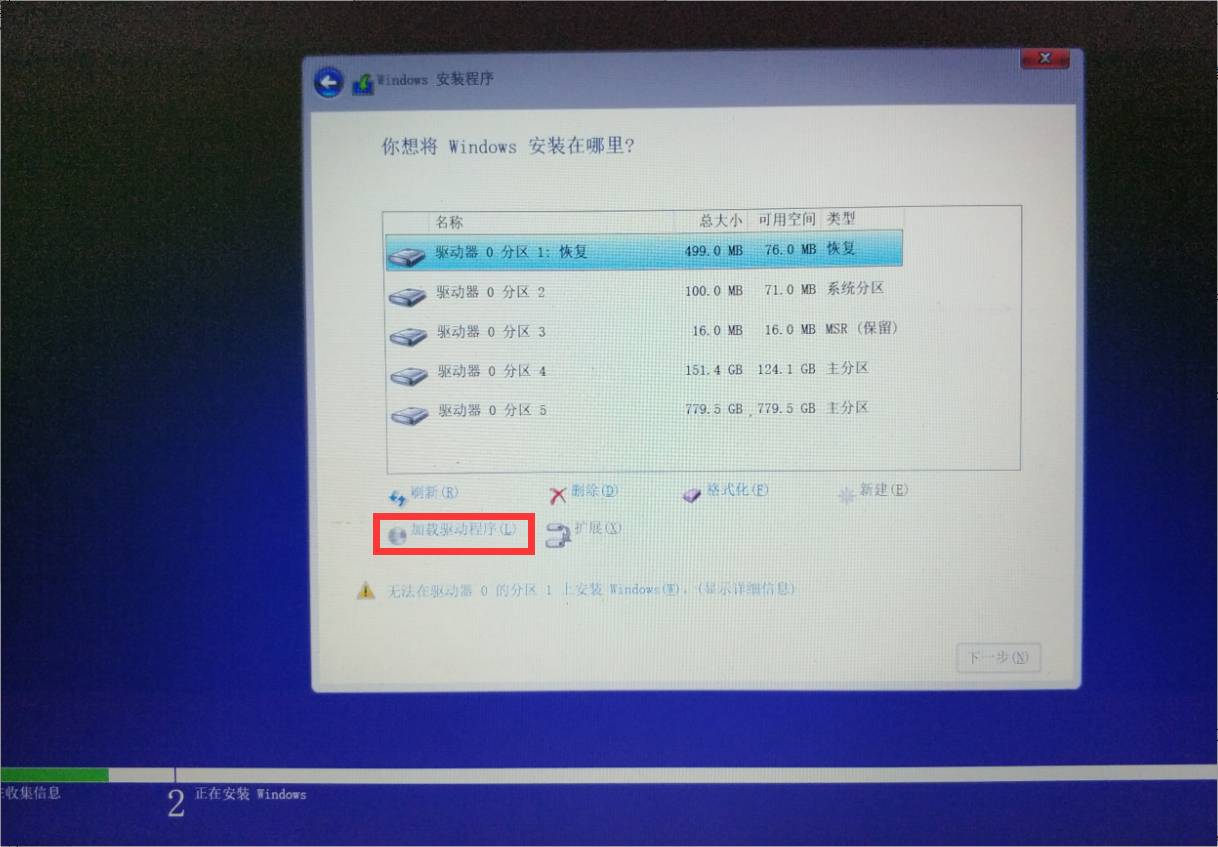 Windows 安装程序
你想将 Windows 安装在哪里?
名称 总大小 可用空间 类型
驱动器 0 分区 1: 恢复 499.0 MB 76.0 MB 恢复
驱动器 0 分区 2 100.0 MB 71.0 MB 系统分区
驱动器 0 分区 3 16.0 MB 16.0 MB MSR (保留)
驱动器 0 分区 4 151.4 GB 124.1 GB 主分区
驱动器 0 分区 5 779.5 GB 779.5 GB 主分区
刷新(R) 删除(D) 格式化(F) 新建(E)
加载驱动程序(L) 扩展(X)
无法在驱动器 0 的分区 1 上安装 Windows(W)。(显示详细信息)
下一步(N)
收集信息
2 正在安装 Windows